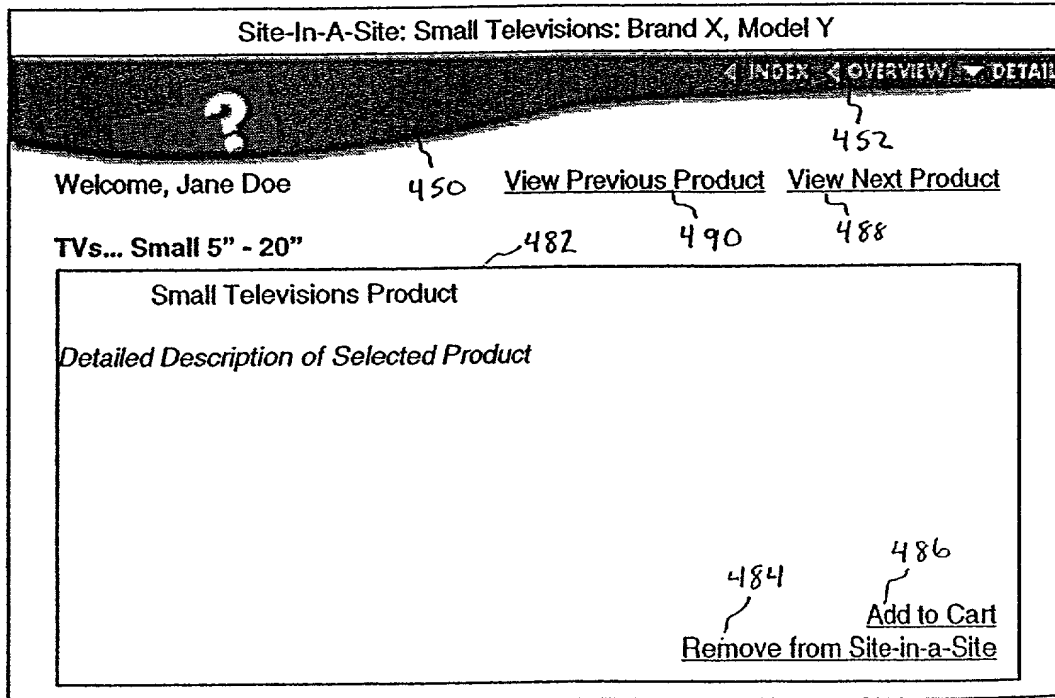 Site-In-A-Site: Small Televisions: Brand X, Model Y
INDEX OVERVIEW DETAIL
?
452
Welcome, Jane Doe 450 View Previous Product View Next Product
490 488
TVs... Small 5" - 20" 482
Small Televisions Product
Detailed Description of Selected Product
486
484
Add to Cart
Remove from Site-in-a-Site